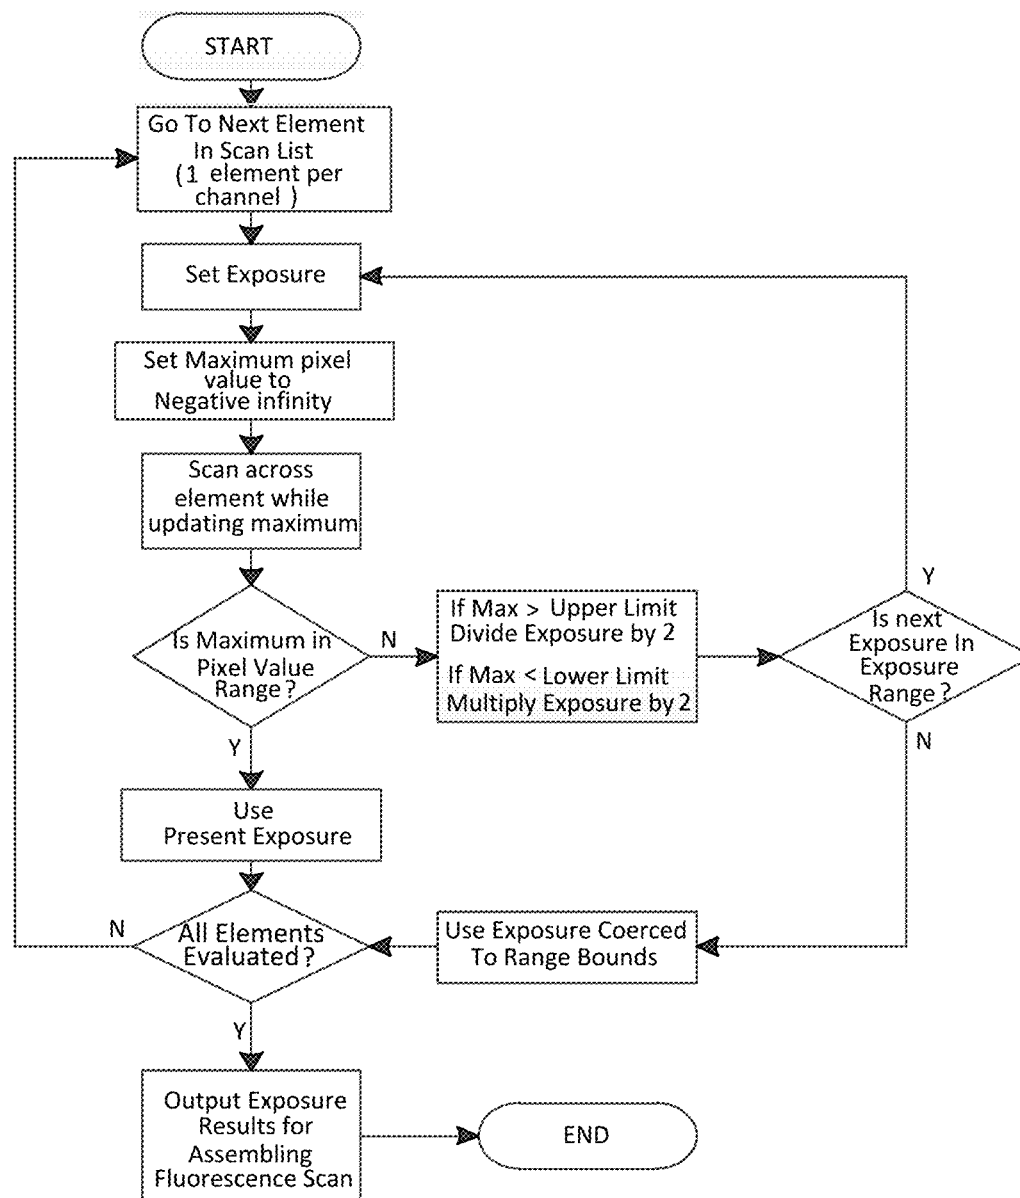 START
Go To Next Element
In Scan List
(1 element per
channel )
Set Exposure
Set Maximum pixel
value to
Negative infinity
Scan across
element while
updating maximum
Is Maximum in
Pixel Value
Range ?
N
If Max > Upper Limit
Divide Exposure by 2
If Max < Lower Limit
Multiply Exposure by 2
Y
Is next
Exposure In
Exposure
Range ?
N
Y
Use
Present Exposure
N
All Elements
Evaluated ?
Use Exposure Coerced
To Range Bounds
Y
Output Exposure
Results for
Assembling
Fluorescence Scan
END